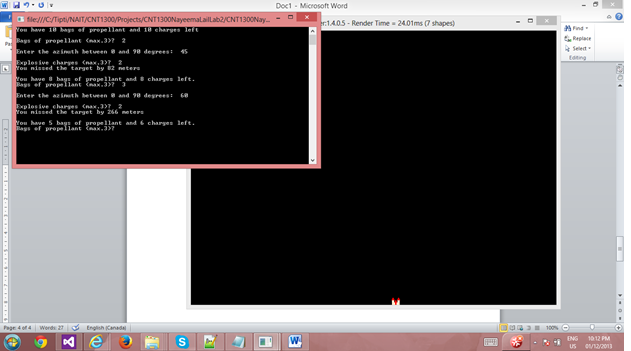 Doc1 - Microsoft Word
file:///C:/Tipti/NAIT/CNT1300/Projects/CNT1300NayeemaLailLab2/CNT1300Nay...
er:1.4.0.5 - Render Time = 24.01ms (7 shapes)
You have 10 bags of propellant and 10 charges left
Bags of propellant (max.3)? 2
Enter the azimuth between 0 and 90 degrees: 45
Explosive charges (max.3)? 2
You missed the target by 82 meters
You have 8 bags of propellant and 8 charges left.
Bags of propellant (max.3)? 3
Enter the azimuth between 0 and 90 degrees: 60
Explosive charges (max.3)? 2
You missed the target by 266 meters
You have 5 bags of propellant and 6 charges left.
Bags of propellant (max.3)?
Find
Replace
Select
Editing
Page: 4 of 4
Words: 27
English (Canada)
100%
ENG
US
10:12 PM
01/12/2013